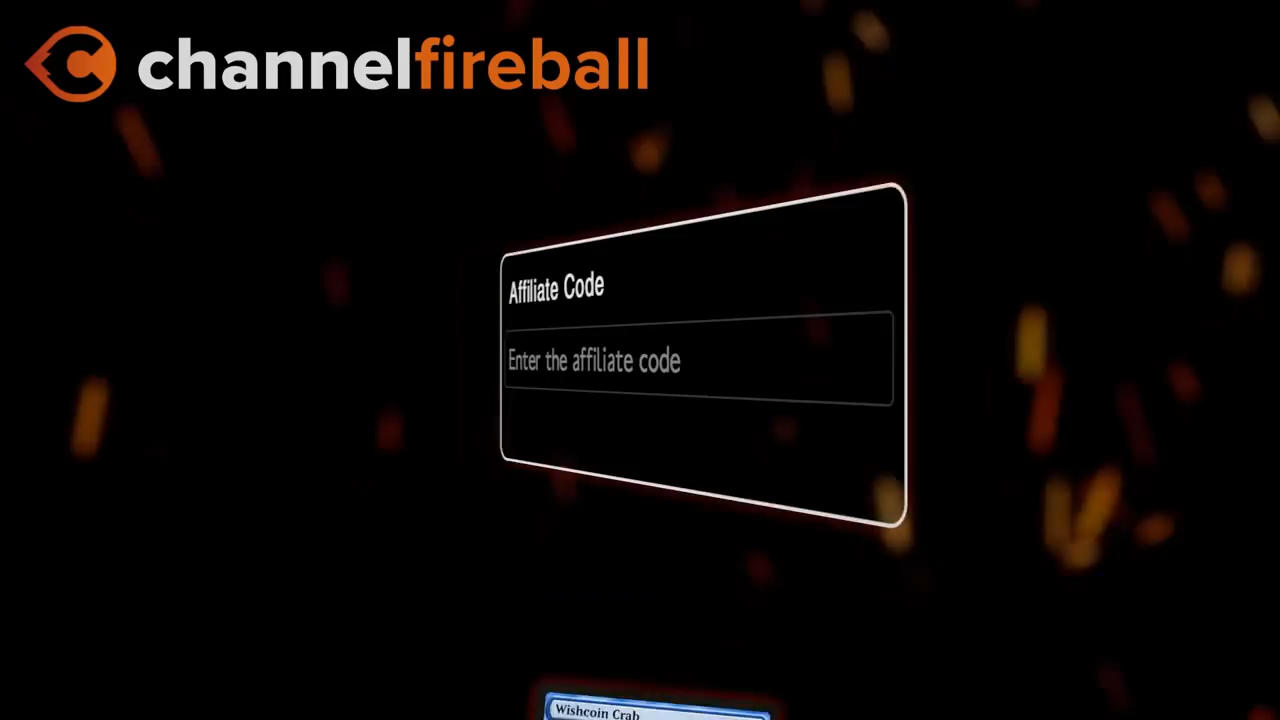 channelfireball
Affiliate Code
Enter the affiliate code
Wishcoin Crab